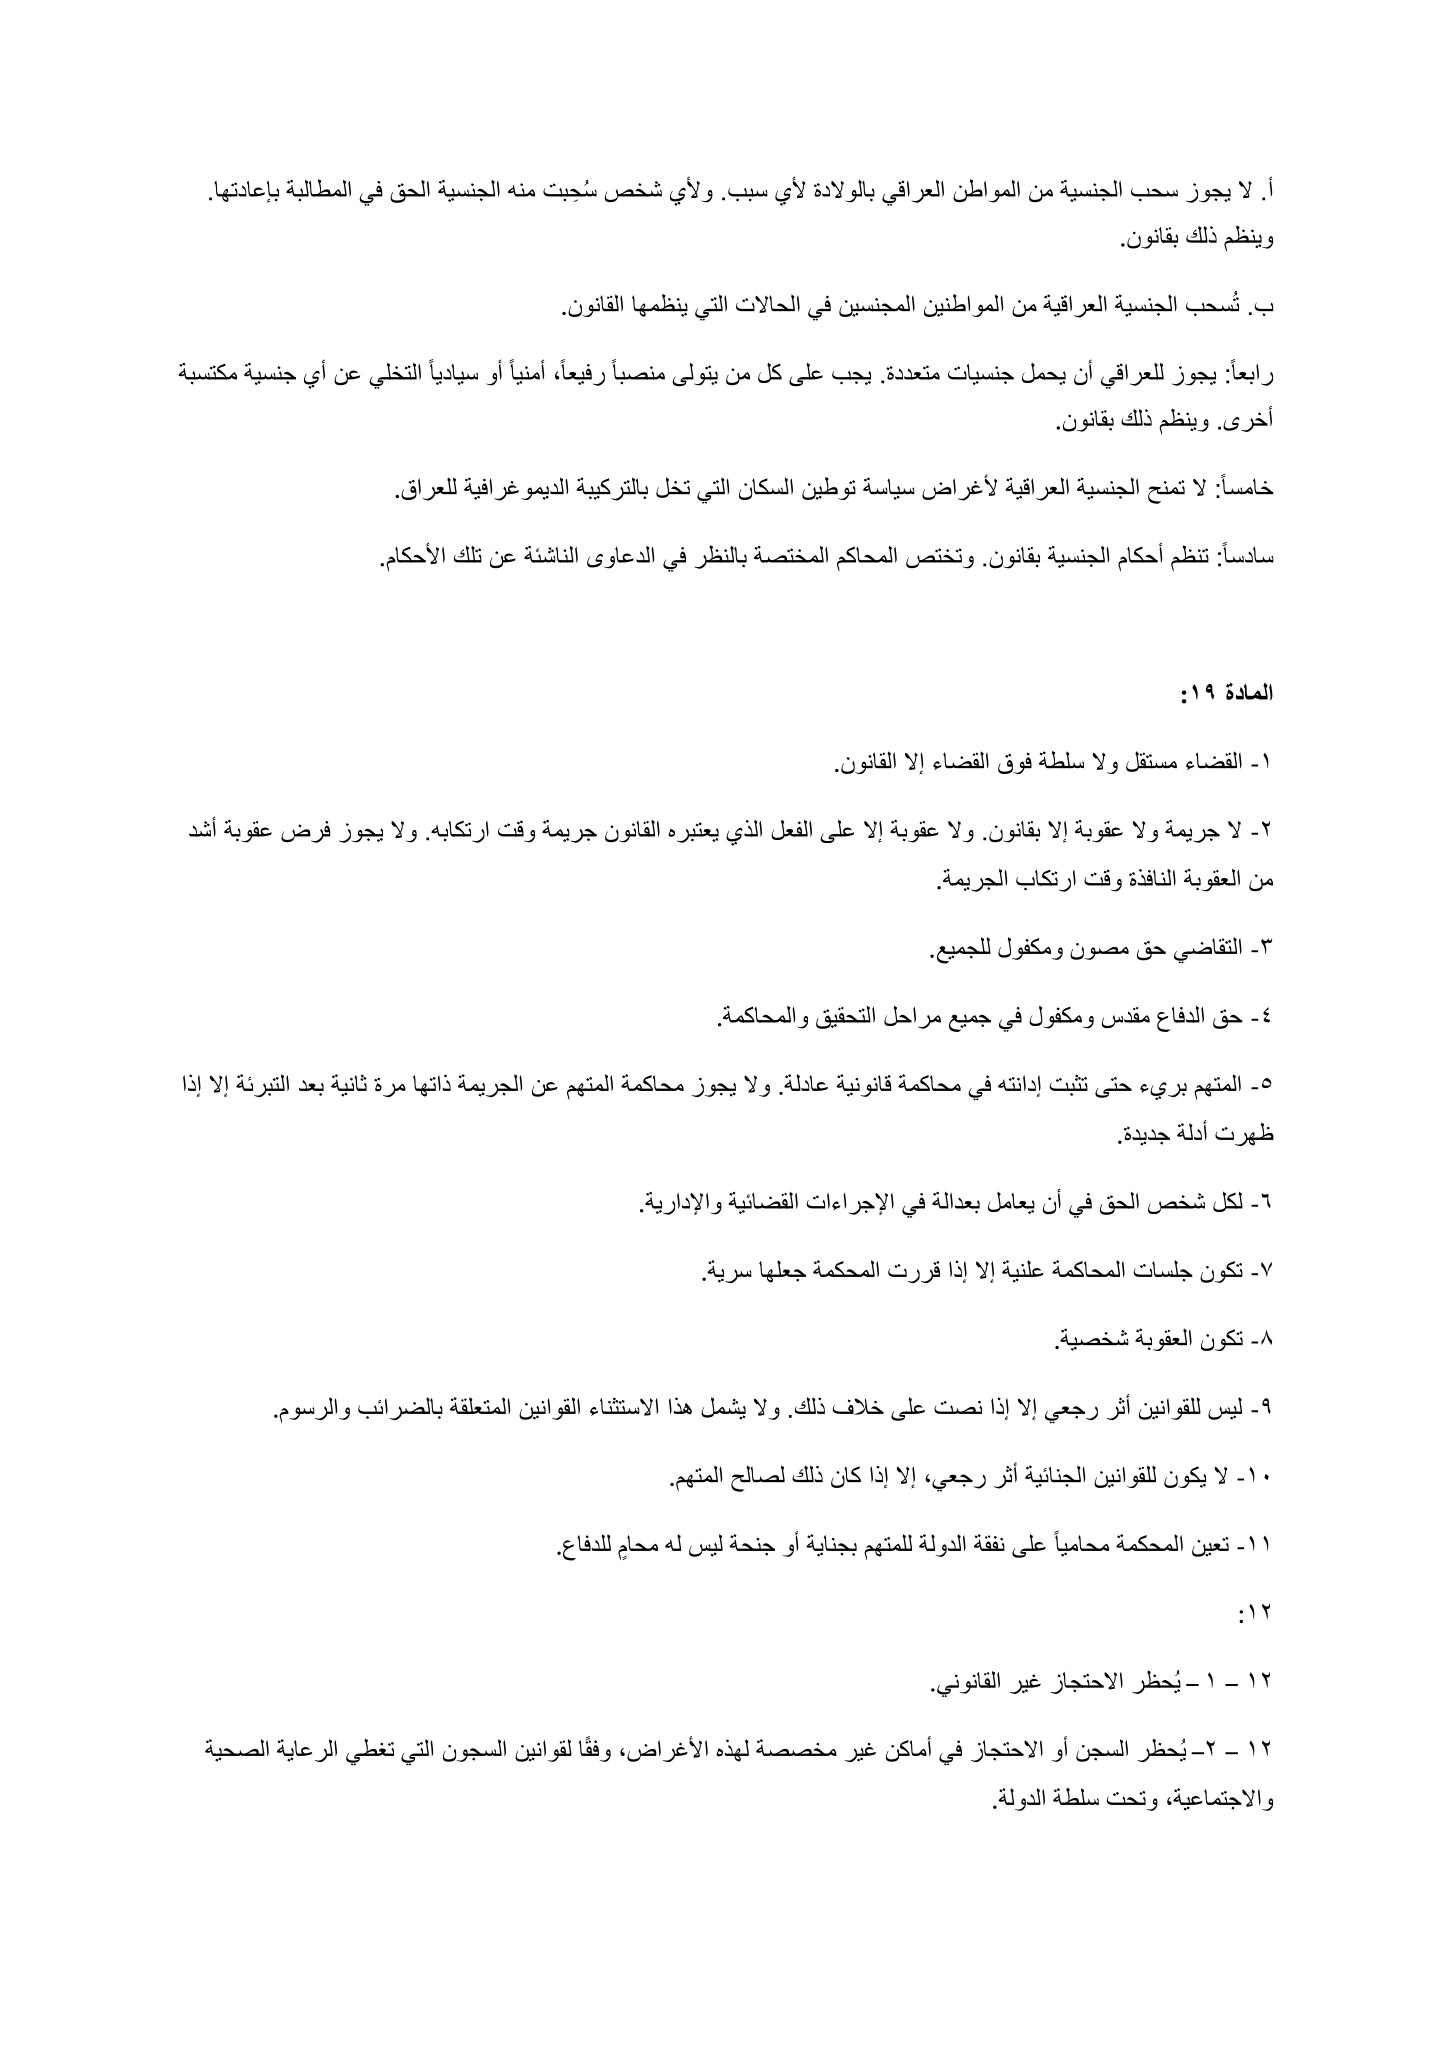 أ. لا يجوز سحب الجنسية من المواطن العراقي بالولادة لأي سبب. ولأي شخص سُحِبت منه الجنسية الحق في المطالبة بإعادتها.
وينظم ذلك بقانون.
ب. تُسحب الجنسية العراقية من المواطنين المجنسين في الحالات التي ينظمها القانون.
رابعاً: يجوز للعراقي أن يحمل جنسيات متعددة. يجب على كل من يتولى منصباً رفيعاً، أمنياً أو سيادياً التخلي عن أي جنسية مكتسبة
أخرى. وينظم ذلك بقانون.
خامساً: لا تمنح الجنسية العراقية لأغراض سياسة توطين السكان التي تخل بالتركيبة الديموغرافية للعراق.
سادساً: تنظم أحكام الجنسية بقانون. وتختص المحاكم المختصة بالنظر في الدعاوى الناشئة عن تلك الأحكام.
المادة ١٩:
١- القضاء مستقل ولا سلطة فوق القضاء إلا القانون.
٢- لا جريمة ولا عقوبة إلا بقانون. ولا عقوبة إلا على الفعل الذي يعتبره القانون جريمة وقت ارتكابه. ولا يجوز فرض عقوبة أشد
من العقوبة النافذة وقت ارتكاب الجريمة.
٣- التقاضي حق مصون ومكفول للجميع.
٤- حق الدفاع مقدس ومكفول في جميع مراحل التحقيق والمحاكمة.
٥- المتهم بريء حتى تثبت إدانته في محاكمة قانونية عادلة. ولا يجوز محاكمة المتهم عن الجريمة ذاتها مرة ثانية بعد التبرئة إلا إذا
ظهرت أدلة جديدة.
٦- لكل شخص الحق في أن يعامل بعدالة في الإجراءات القضائية والإدارية.
٧- تكون جلسات المحاكمة علنية إلا إذا قررت المحكمة جعلها سرية.
٨- تكون العقوبة شخصية.
٩- ليس للقوانين أثر رجعي إلا إذا نصت على خلاف ذلك. ولا يشمل هذا الاستثناء القوانين المتعلقة بالضرائب والرسوم.
١٠- لا يكون للقوانين الجنائية أثر رجعي، إلا إذا كان ذلك لصالح المتهم.
١١- تعين المحكمة محامياً على نفقة الدولة للمتهم بجناية أو جنحة ليس له محامٍ للدفاع.
١٢:
١٢ – ١ – يُحظر الاحتجاز غير القانوني.
١٢ – ٢– يُحظر السجن أو الاحتجاز في أماكن غير مخصصة لهذه الأغراض، وفقًا لقوانين السجون التي تغطي الرعاية الصحية
والاجتماعية، وتحت سلطة الدولة.